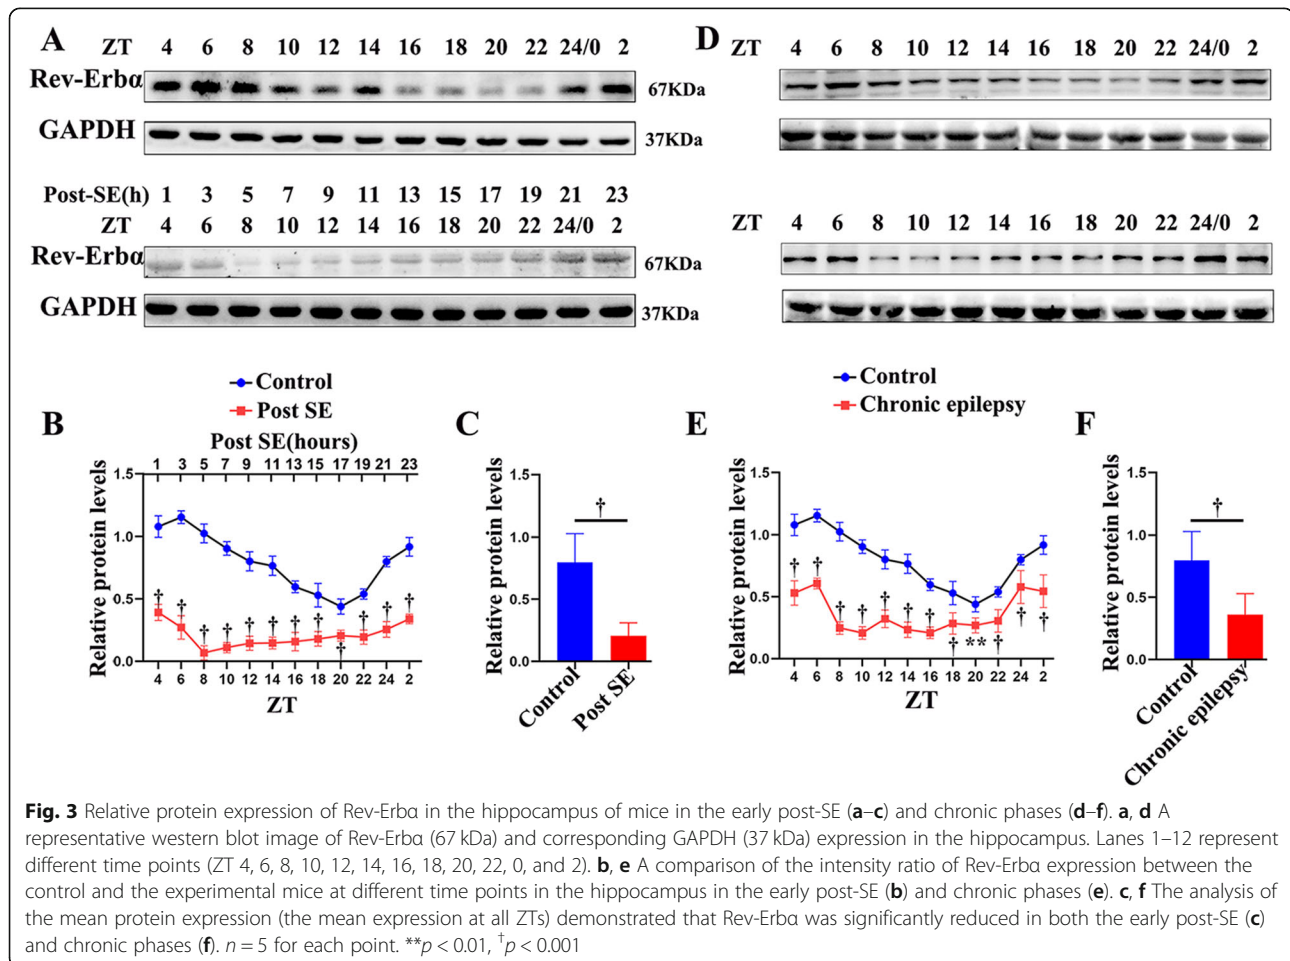 A
ZT 4 6 8 10 12 14 16 18 20 22 24/0 2
Rev-Erbα 67KDa
GAPDH 37KDa
Post-SE(h) 1 3 5 7 9 11 13 15 17 19 21 23
ZT 4 6 8 10 12 14 16 18 20 22 24/0 2
Rev-Erbα 67KDa
GAPDH 37KDa
D
ZT 4 6 8 10 12 14 16 18 20 22 24/0 2
ZT 4 6 8 10 12 14 16 18 20 22 24/0 2
B
Control
Post SE
Post SE(hours)
1 3 5 7 9 11 13 15 17 19 21 23
Relative protein levels
1.5
1.0
0.5
0.0
† † † † † † † † † † † †
4 6 8 10 12 14 16 18 20 22 24 2
ZT
C
Relative protein levels
1.5
1.0
0.5
0.0
†
Control
Post SE
E
Control
Chronic epilepsy
Relative protein levels
1.5
1.0
0.5
0.0
† † † † † † † † ** † † †
4 6 8 10 12 14 16 18 20 22 24 2
ZT
F
Relative protein levels
1.5
1.0
0.5
0.0
†
Control
Chronic epilepsy
Fig. 3 Relative protein expression of Rev-Erbα in the hippocampus of mice in the early post-SE (a–c) and chronic phases (d–f). a, d A
representative western blot image of Rev-Erbα (67 kDa) and corresponding GAPDH (37 kDa) expression in the hippocampus. Lanes 1–12 represent
different time points (ZT 4, 6, 8, 10, 12, 14, 16, 18, 20, 22, 0, and 2). b, e A comparison of the intensity ratio of Rev-Erbα expression between the
control and the experimental mice at different time points in the hippocampus in the early post-SE (b) and chronic phases (e). c, f The analysis of
the mean protein expression (the mean expression at all ZTs) demonstrated that Rev-Erbα was significantly reduced in both the early post-SE (c)
and chronic phases (f). n = 5 for each point. **p < 0.01, †p < 0.001